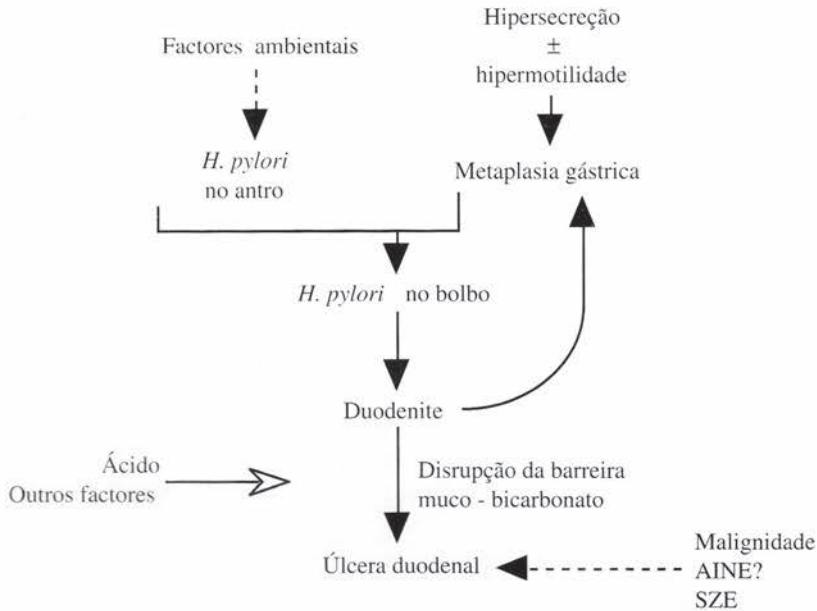 Factores ambientais
Hipersecreção
±
hipermotilidade
H. pylori
no antro
Metaplasia gástrica
H. pylori no bolbo
Duodenite
Ácido
Outros factores
Disrupção da barreira
muco - bicarbonato
Úlcera duodenal
Malignidade
AINE?
SZE